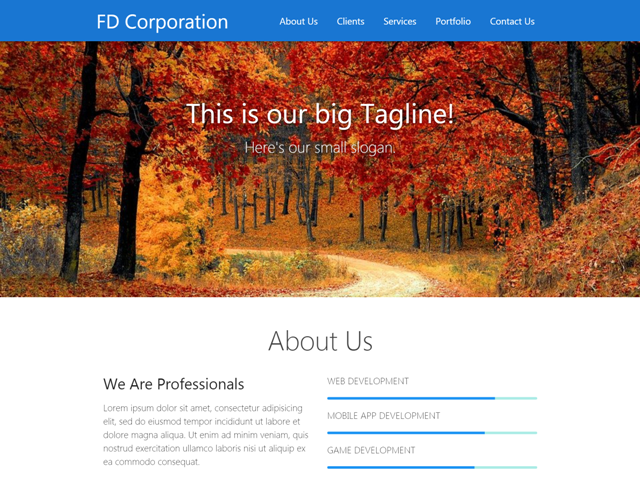 FD Corporation
About Us Clients Services Portfolio Contact Us
This is our big Tagline!
Here's our small slogan.
About Us
We Are Professionals
Lorem ipsum dolor sit amet, consectetur adipisicing
elit, sed do eiusmod tempor incididunt ut labore et
dolore magna aliqua. Ut enim ad minim veniam, quis
nostrud exercitation ullamco laboris nisi ut aliquip ex
ea commodo consequat.
WEB DEVELOPMENT
MOBILE APP DEVELOPMENT
GAME DEVELOPMENT